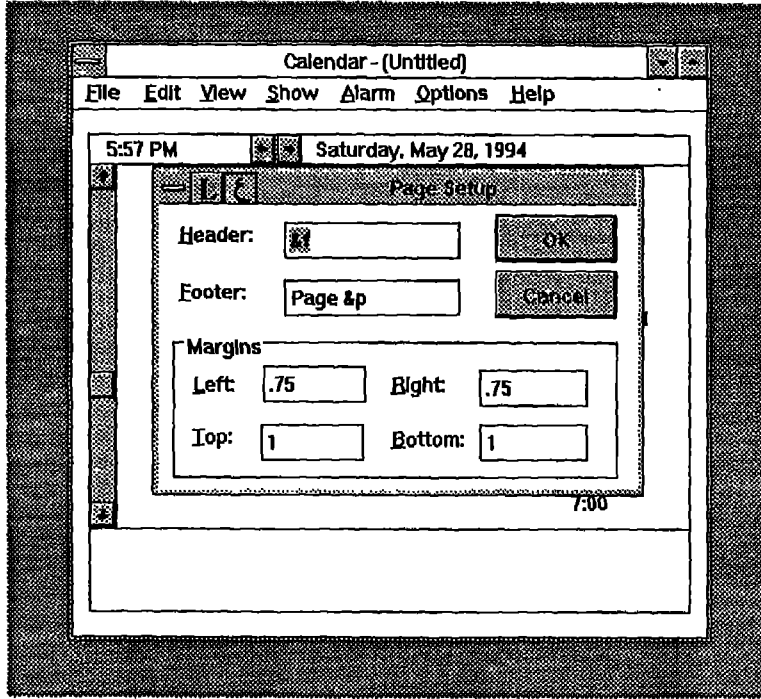 Calendar - (Untitled)
File Edit View Show Alarm Options Help
5:57 PM Saturday, May 28, 1994
Page Setup
Header: &f OK
Footer: Page &p Cancel
Margins
Left: .75 Right: .75
Top: 1 Bottom: 1
7:00